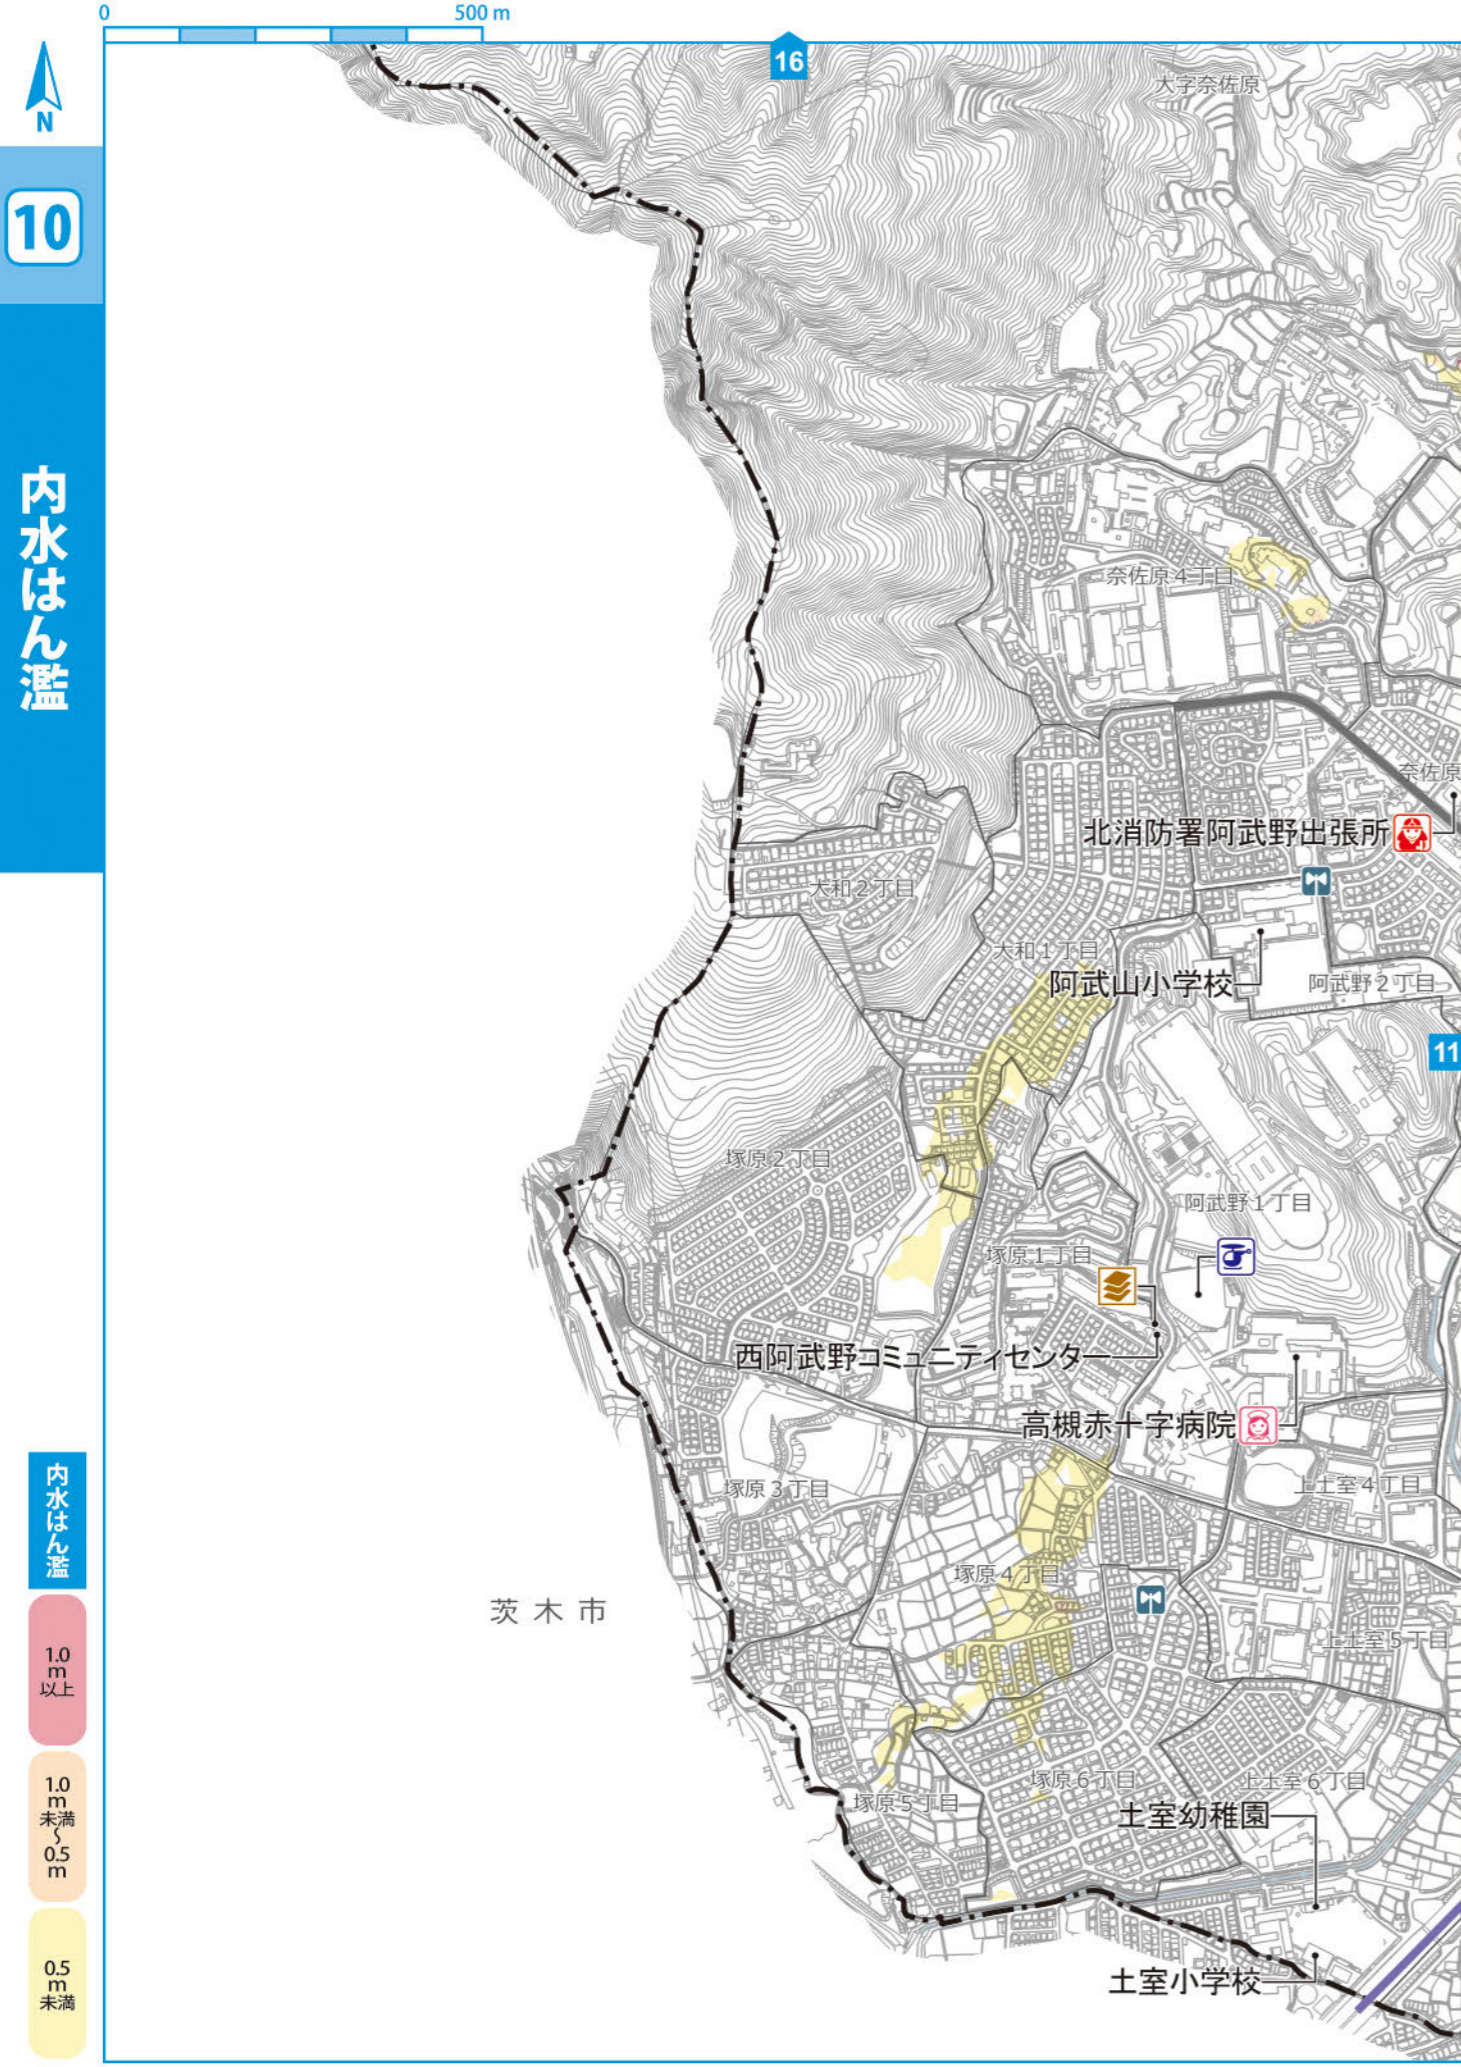 0
500 m
16
N
10
内水はん濫
大字奈佐原
奈佐原4丁目
奈佐原
北消防署阿武野出張所
大和2丁目
大和1丁目
阿武山小学校
阿武野2丁目
11
塚原2丁目
阿武野1丁目
塚原1丁目
西阿武野コミュニティセンター
高槻赤十字病院
塚原3丁目
上土室4丁目
塚原4丁目
茨木市
上土室5丁目
塚原6丁目
上土室6丁目
塚原5丁目
土室幼稚園
土室小学校
内水はん濫
1.0
m
以上
1.0
m
未満
〜
0.5
m
0.5
m
未満